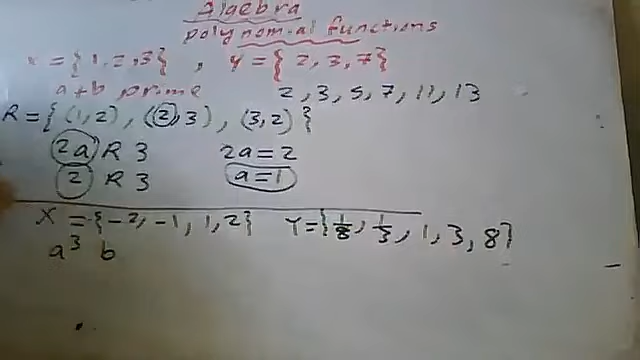 Algebra
polynomial functions
x = {1, 2, 3} , y = { 2, 3, 7}
a+b prime 2, 3, 5, 7, 11, 13
R = { (1, 2) , (2, 3) , (3, 2) }
2a R 3 2a = 2
2 R 3 a = 1
X = {-2, -1, 1, 2} Y = {1/8, 1/3, 1, 3, 8}
a³ b